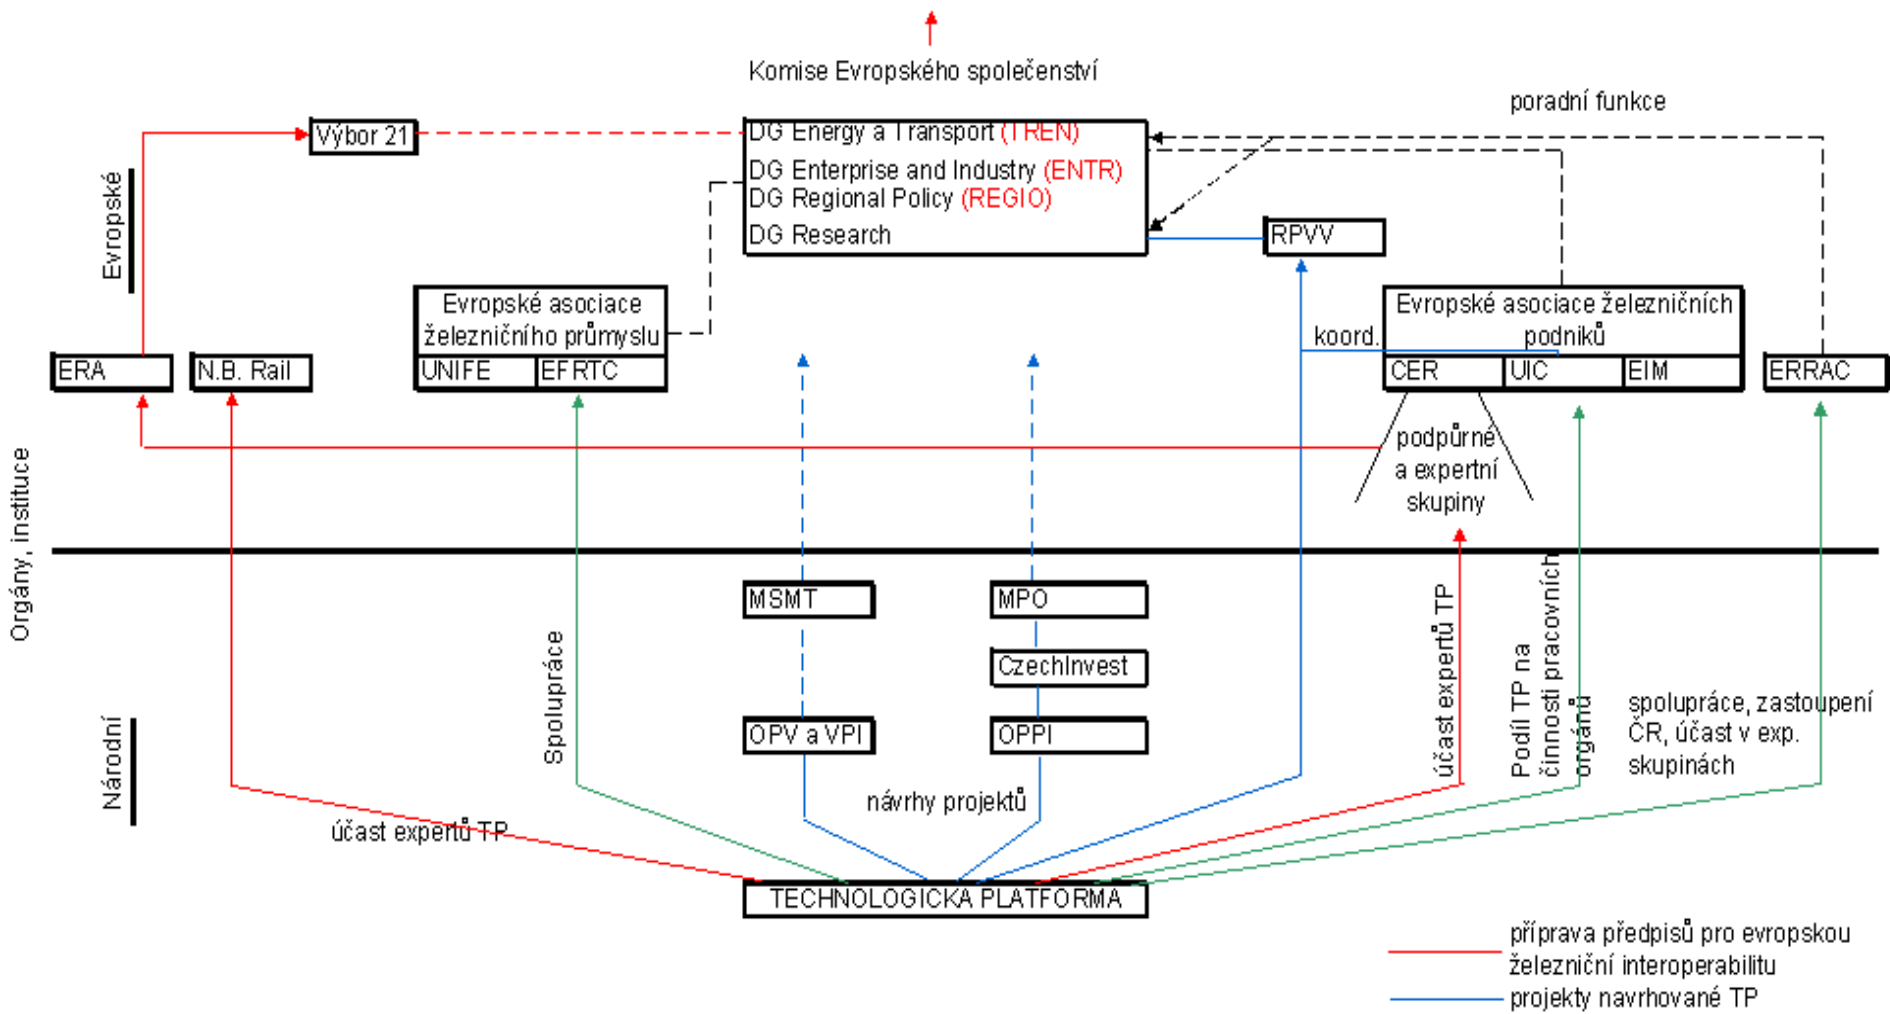 Komise Evropského společenství
poradní funkce
Výbor 21
DG Energy a Transport (TREN)
DG Enterprise and Industry (ENTR)
DG Regional Policy (REGIO)
DG Research
RPVV
Evropské
Evropské asociace
železničního průmyslu
UNIFE
EFRTC
ERA
N.B. Rail
koord.
Evropské asociace železničních
podniků
CER
UIC
EIM
ERRAC
podpůrné
a expertní
skupiny
Orgány, instituce
MSMT
MPO
CzechInvest
OPV a VPI
OPPI
Spolupráce
účast expertů TP
Podíl TP na
činnosti pracovních
orgánů
spolupráce, zastoupení
ČR, účast v exp.
skupinách
Národní
návrhy projektů
účast expertů TP
TECHNOLOGICKA PLATFORMA
příprava předpisů pro evropskou
železniční interoperabilitu
projekty navrhované TP